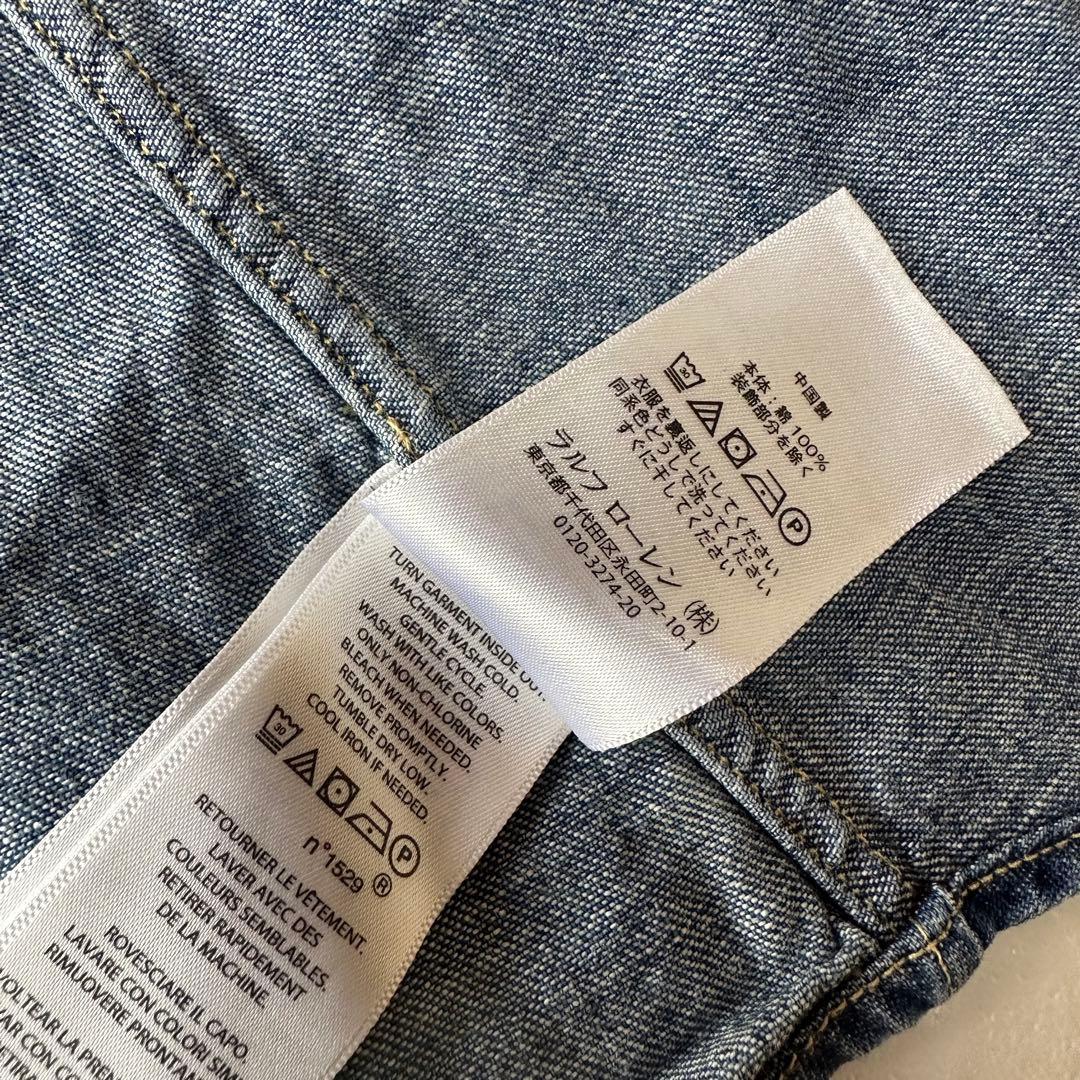 中国製
本体：綿 100%
装飾部分を除く
30
P
衣服を裏返しにしてください
同系色どうしで洗ってください
すぐに干してください
ラルフ ローレン (株)
東京都千代田区永田町2-10-1
0120-3274-20
TURN GARMENT INSIDE OUT.
MACHINE WASH COLD.
GENTLE CYCLE.
WASH WITH LIKE COLORS.
ONLY NON-CHLORINE
BLEACH WHEN NEEDED.
REMOVE PROMPTLY.
TUMBLE DRY LOW.
COOL IRON IF NEEDED.
30
P
n°1529 ®
RETOURNER LE VÊTEMENT.
LAVER AVEC DES
COULEURS SEMBLABLES.
RETIRER RAPIDEMENT
DE LA MACHINE.
ROVESCIARE IL CAPO
LAVARE CON COLORI
RIMUOVERE
LA
CON